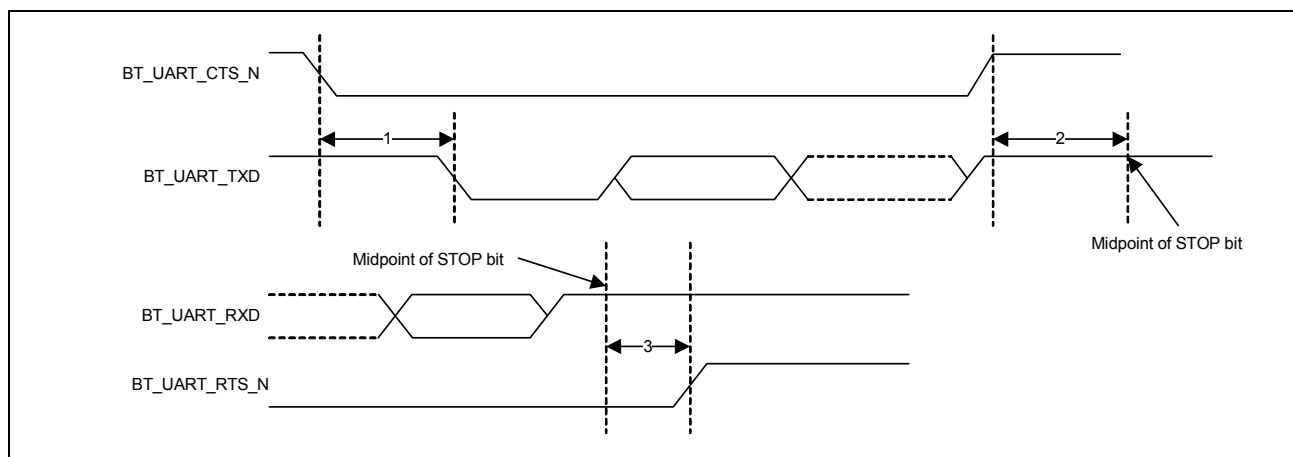 BT_UART_CTS_N
1
2
BT_UART_TXD
Midpoint of STOP bit
Midpoint of STOP bit
BT_UART_RXD
3
BT_UART_RTS_N